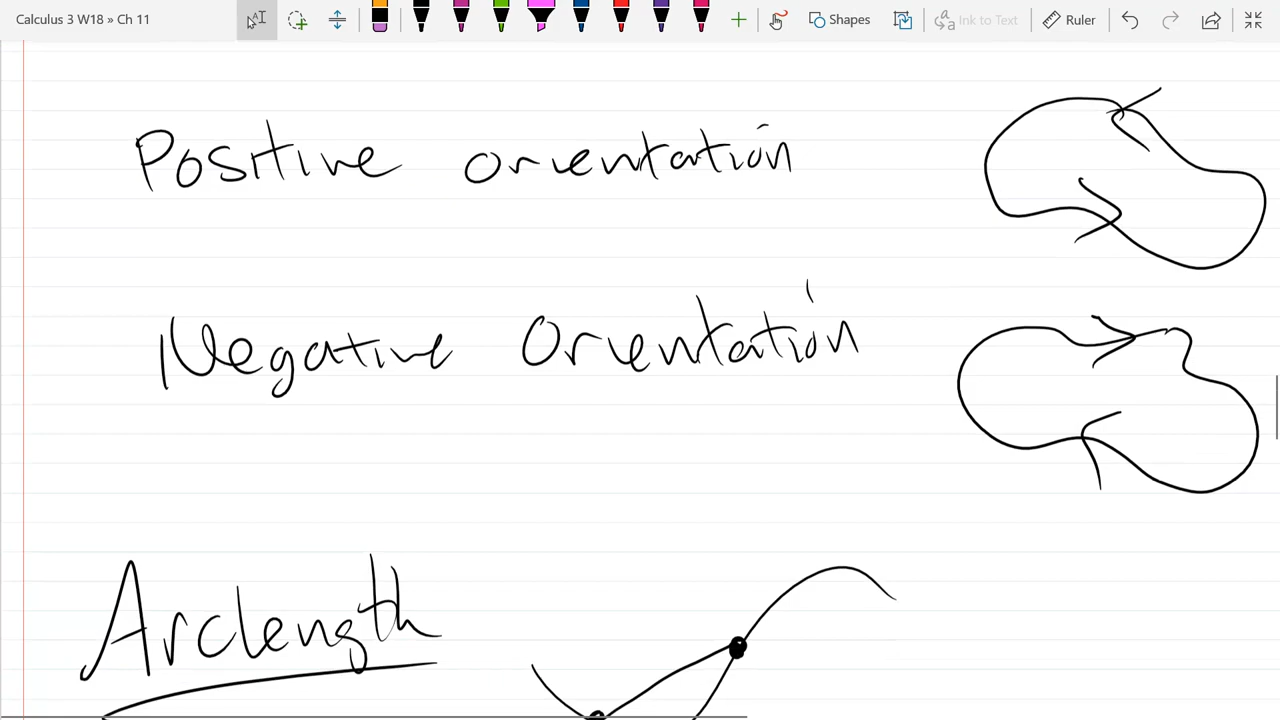 Calculus 3 W18 » Ch 11
Shapes
Ink to Text
Ruler
Positive orientation
Negative Orientation
Arclength